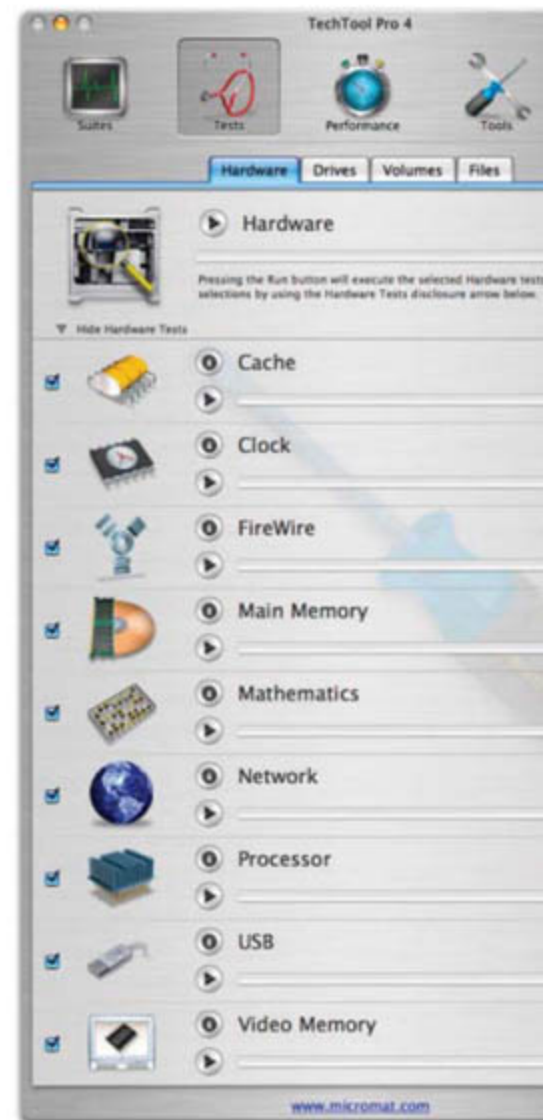 TechTool Pro 4
Suites
Tests
Performance
Tools
Hardware
Drives
Volumes
Files
Hardware
Pressing the Run button will execute the selected Hardware tests
selections by using the Hardware Tests disclosure arrow below.
Hide Hardware Tests
Cache
Clock
FireWire
Main Memory
Mathematics
Network
Processor
USB
Video Memory
www.micromat.com